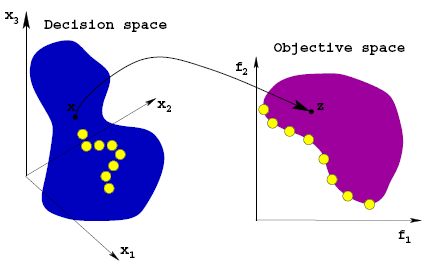 x3
Decision space
Objective space
f2
x
x2
z
x1
f1